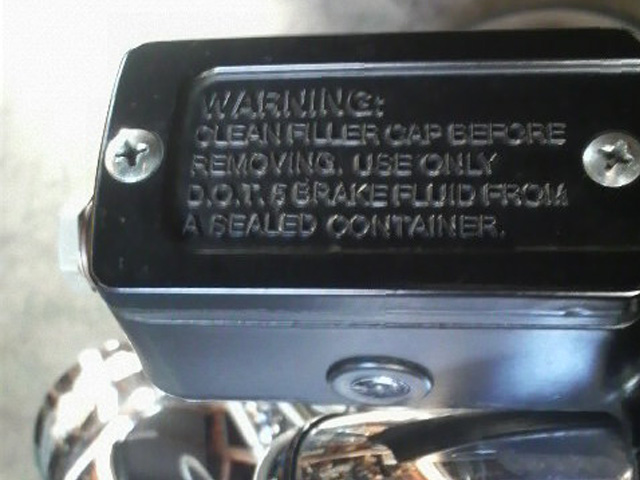 WARNING:
CLEAN FILLER CAP BEFORE
REMOVING. USE ONLY
D.O.T. 5 BRAKE FLUID FROM
A SEALED CONTAINER.